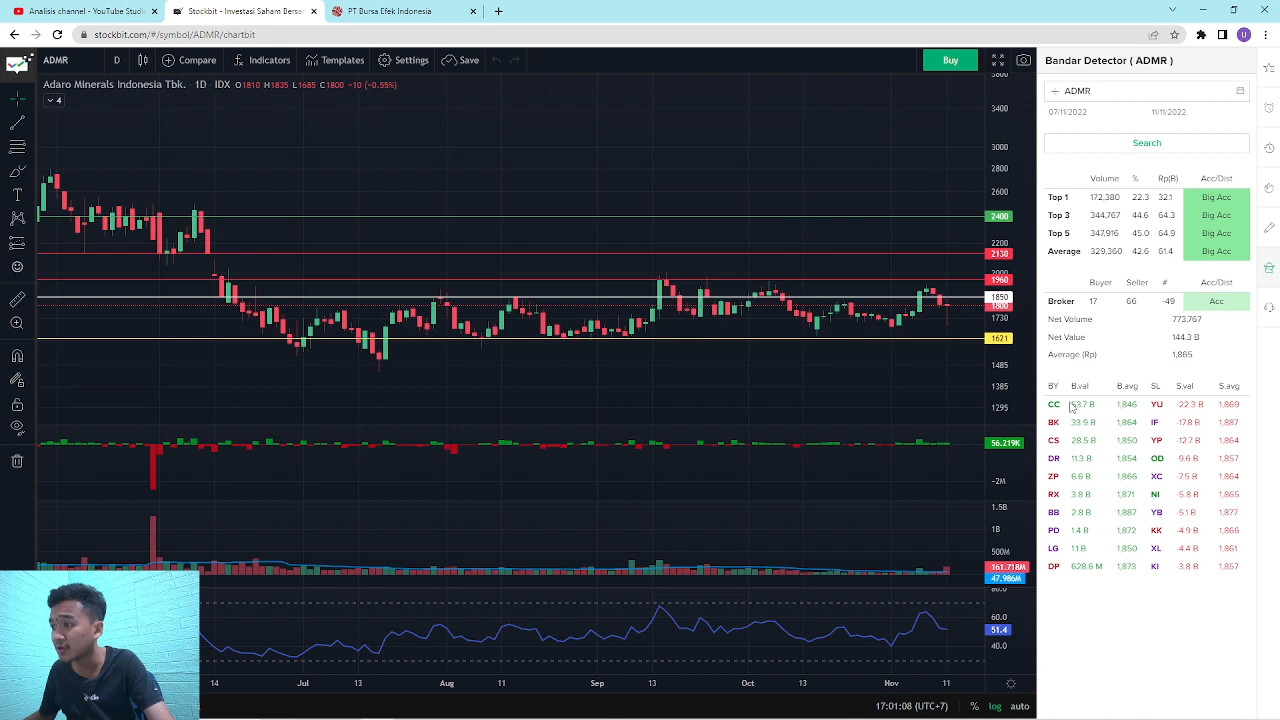 Analisis channel - YouTube
Stockbit - Investasi Saham Bersa
PT Bursa Efek Indonesia
stockbit.com/#/symbol/ADMR/chartbit
U
ADMR D Compare Indicators Templates Settings Save Buy
Adaro Minerals Indonesia Tbk. · 1D · IDX O1810 H1835 L1685 C1800 −10 (−0.55%)
4
3800
3400
3000
2800
2600
2400
2200
2130
2000
1960
1850
1800
1730
1621
1485
1385
1295
56.219K
−2M
1.5B
1B
500M
161.718M
47.986M
80.0
60.0
51.4
40.0
14 Jul 13 Aug 11 Sep 13 Oct 13 Nov 11
17:01:08 (UTC+7) % log auto
Bandar Detector ( ADMR )
ADMR
07/11/2022 11/11/2022
Search
Volume % Rp(B) Acc/Dist
Top 1 172,380 22.3 32.1 Big Acc
Top 3 344,767 44.6 64.3 Big Acc
Top 5 347,916 45.0 64.9 Big Acc
Average 329,360 42.6 61.4 Big Acc
Buyer Seller # Acc/Dist
Broker 17 66 -49 Acc
Net Volume 773,767
Net Value 144.3 B
Average (Rp) 1,865
BY B.val B.avg SL S.val S.avg
CC 53.7 B 1,846 YU -22.3 B 1,869
BK 33.9 B 1,864 IF -17.8 B 1,887
CS 28.5 B 1,850 YP -12.7 B 1,864
DR 11.3 B 1,854 OD -9.6 B 1,857
ZP 6.6 B 1,866 XC -7.5 B 1,864
RX 3.8 B 1,871 NI -5.8 B 1,865
BB 2.8 B 1,887 YB -5.1 B 1,877
PD 1.4 B 1,872 KK -4.9 B 1,866
LG 1.1 B 1,850 XL -4.4 B 1,861
DP 628.6 M 1,873 KI -3.8 B 1,857